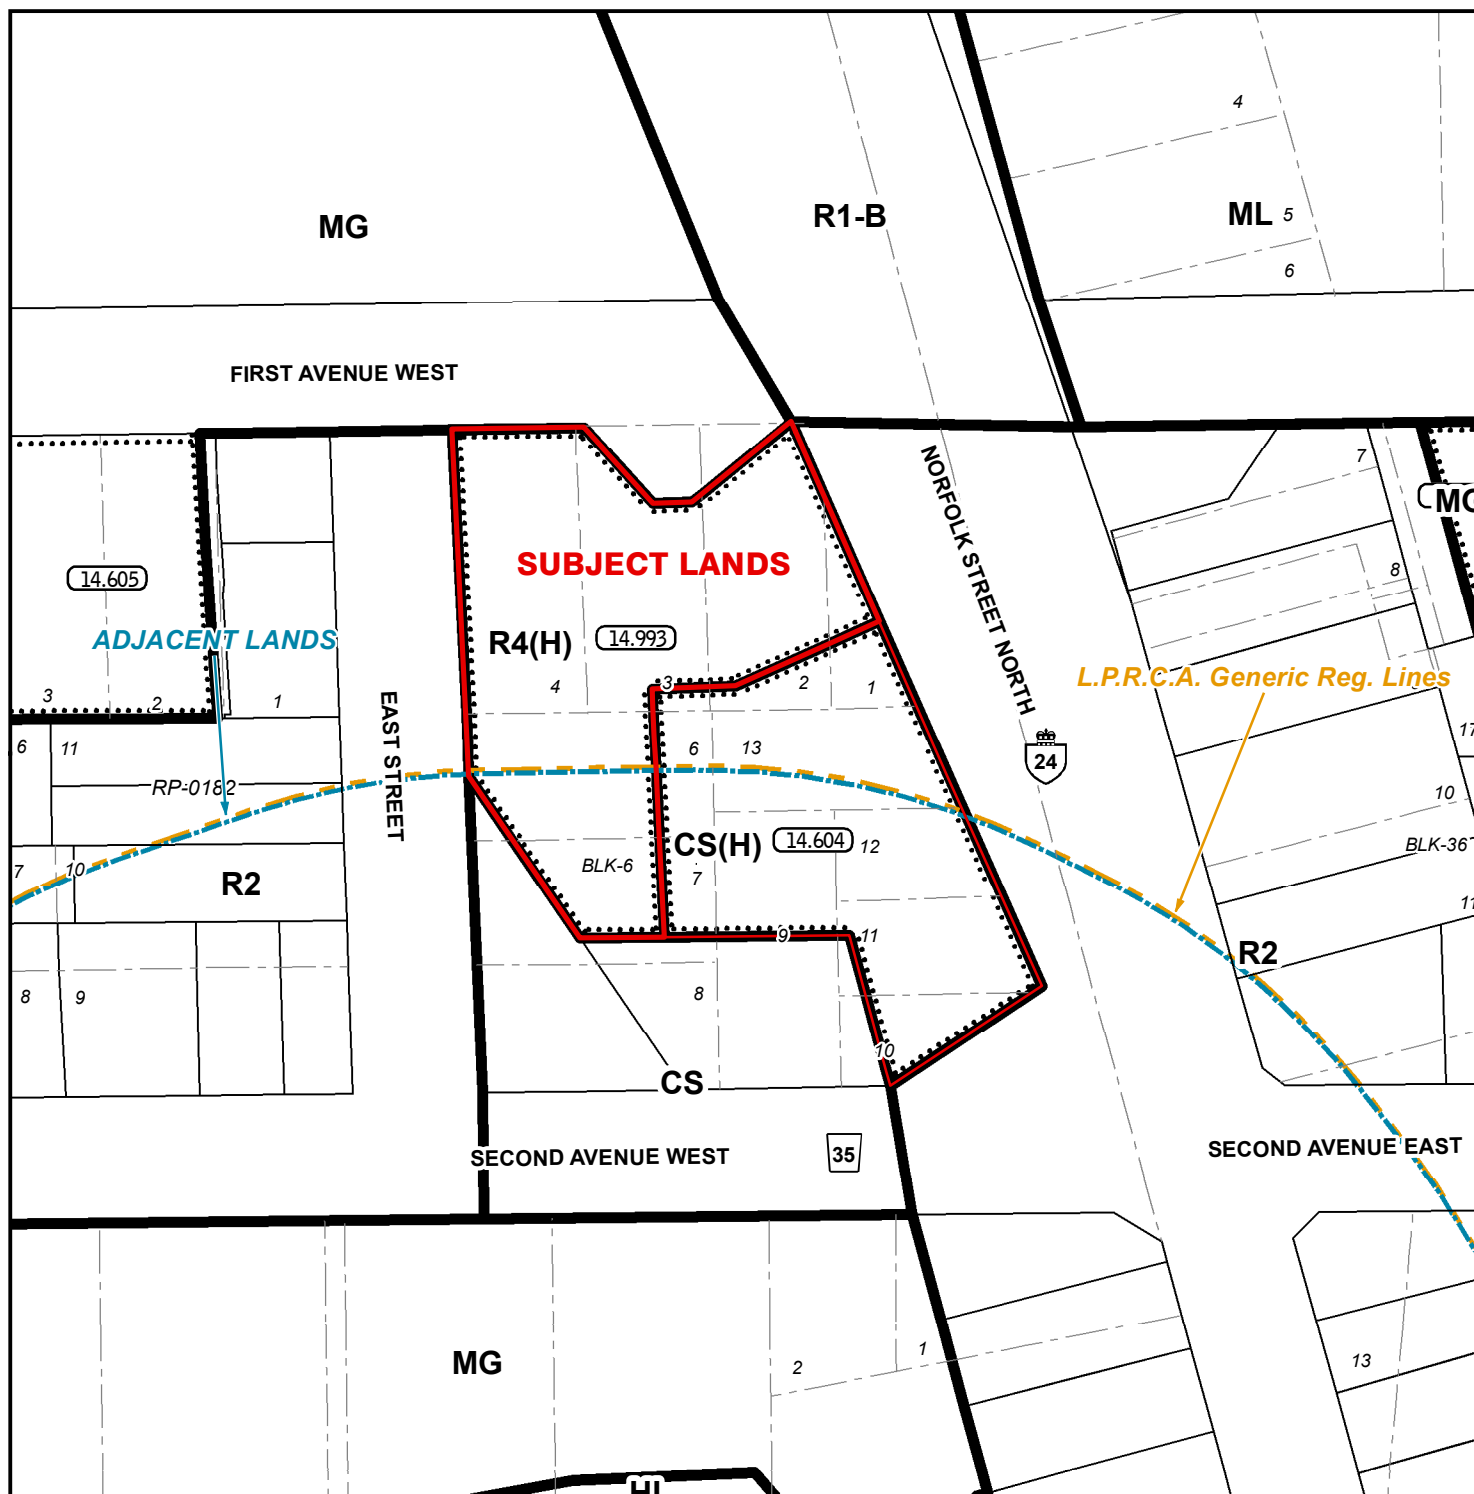 4
MG
R1-B
ML
5
6
FIRST AVENUE WEST
7
NORFOLK STREET NORTH
MG
SUBJECT LANDS
14.605
8
ADJACENT LANDS
R4(H)
14.993
L.P.R.C.A. Generic Reg. Lines
3
2
1
4
3
2
1
EAST STREET
6
11
6
13
17
24
RP-0182
10
CS(H)
14.604
12
BLK-36
7
10
R2
BLK-6
7
11
9
11
R2
8
9
8
10
CS
SECOND AVENUE WEST
35
SECOND AVENUE EAST
MG
2
1
13